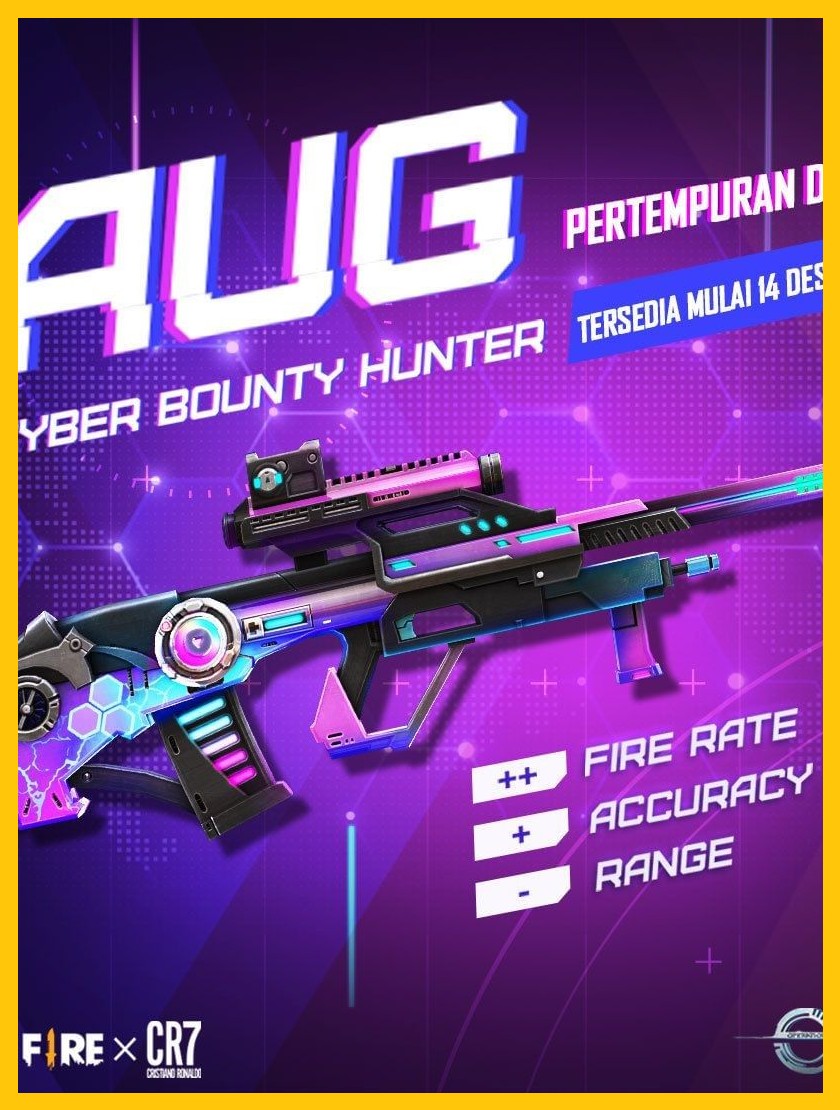 AUG
YBER BOUNTY HUNTER
PERTEMPURAN D
TERSEDIA MULAI 14 DES
++ FIRE RATE
+ ACCURACY
- RANGE
FIRE × CR7
CRISTIANO RONALDO